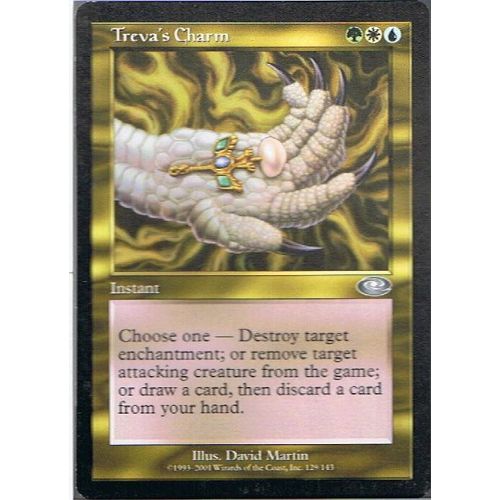 Treva's Charm
Instant
Choose one — Destroy target
enchantment; or remove target
attacking creature from the game;
or draw a card, then discard a card
from your hand.
Illus. David Martin
©1993-2001 Wizards of the Coast, Inc. 129/143